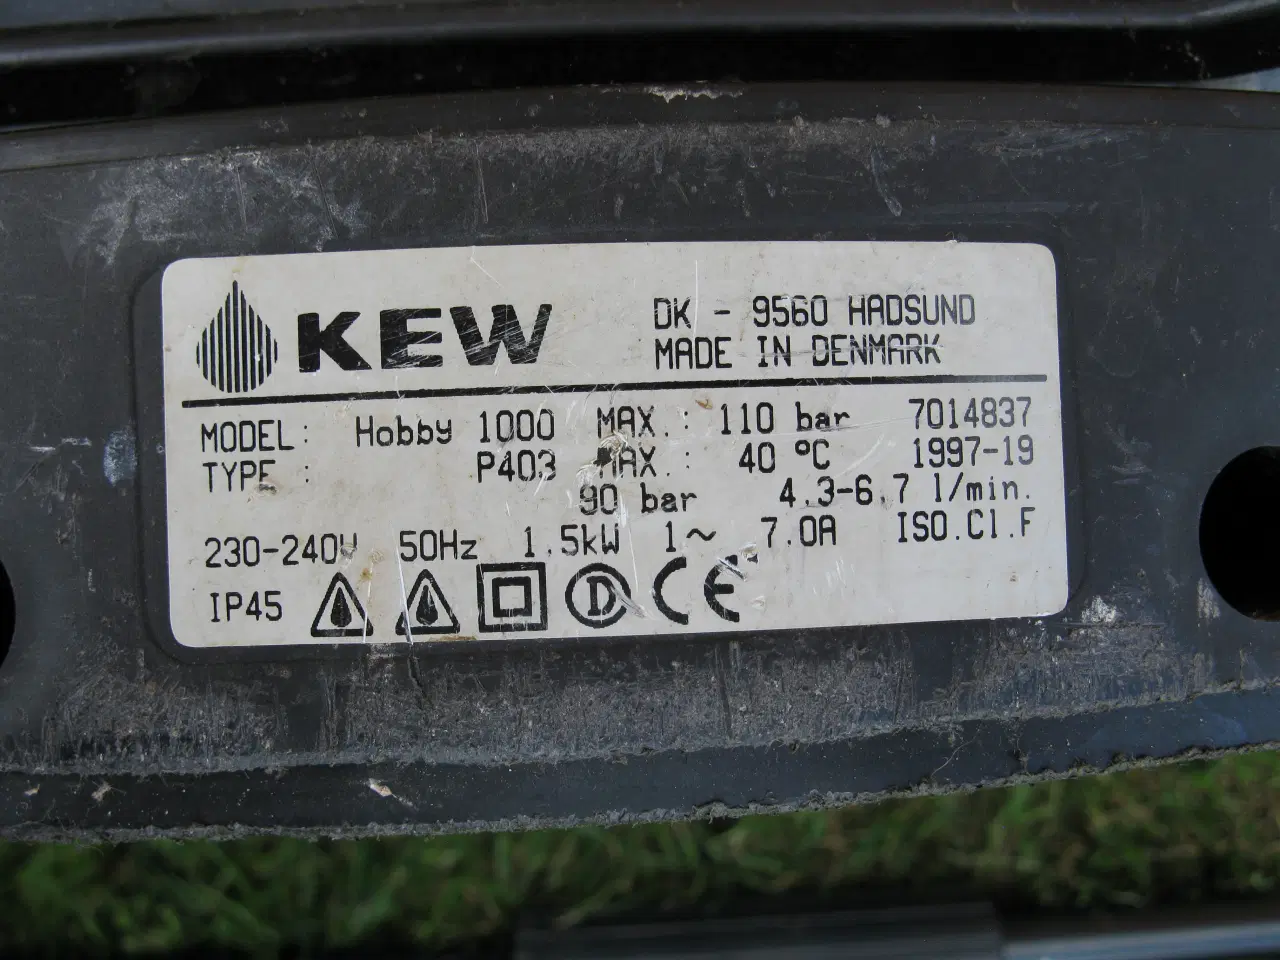 KEW DK - 9560 HADSUND
MADE IN DENMARK
MODEL: Hobby 1000 MAX.: 110 bar 7014837
TYPE : P403 MAX.: 40 °C 1997-19
90 bar 4.3-6.7 l/min.
230-240V 50Hz 1.5kW 1~ 7.0A ISO.Cl.F
IP45 D CE